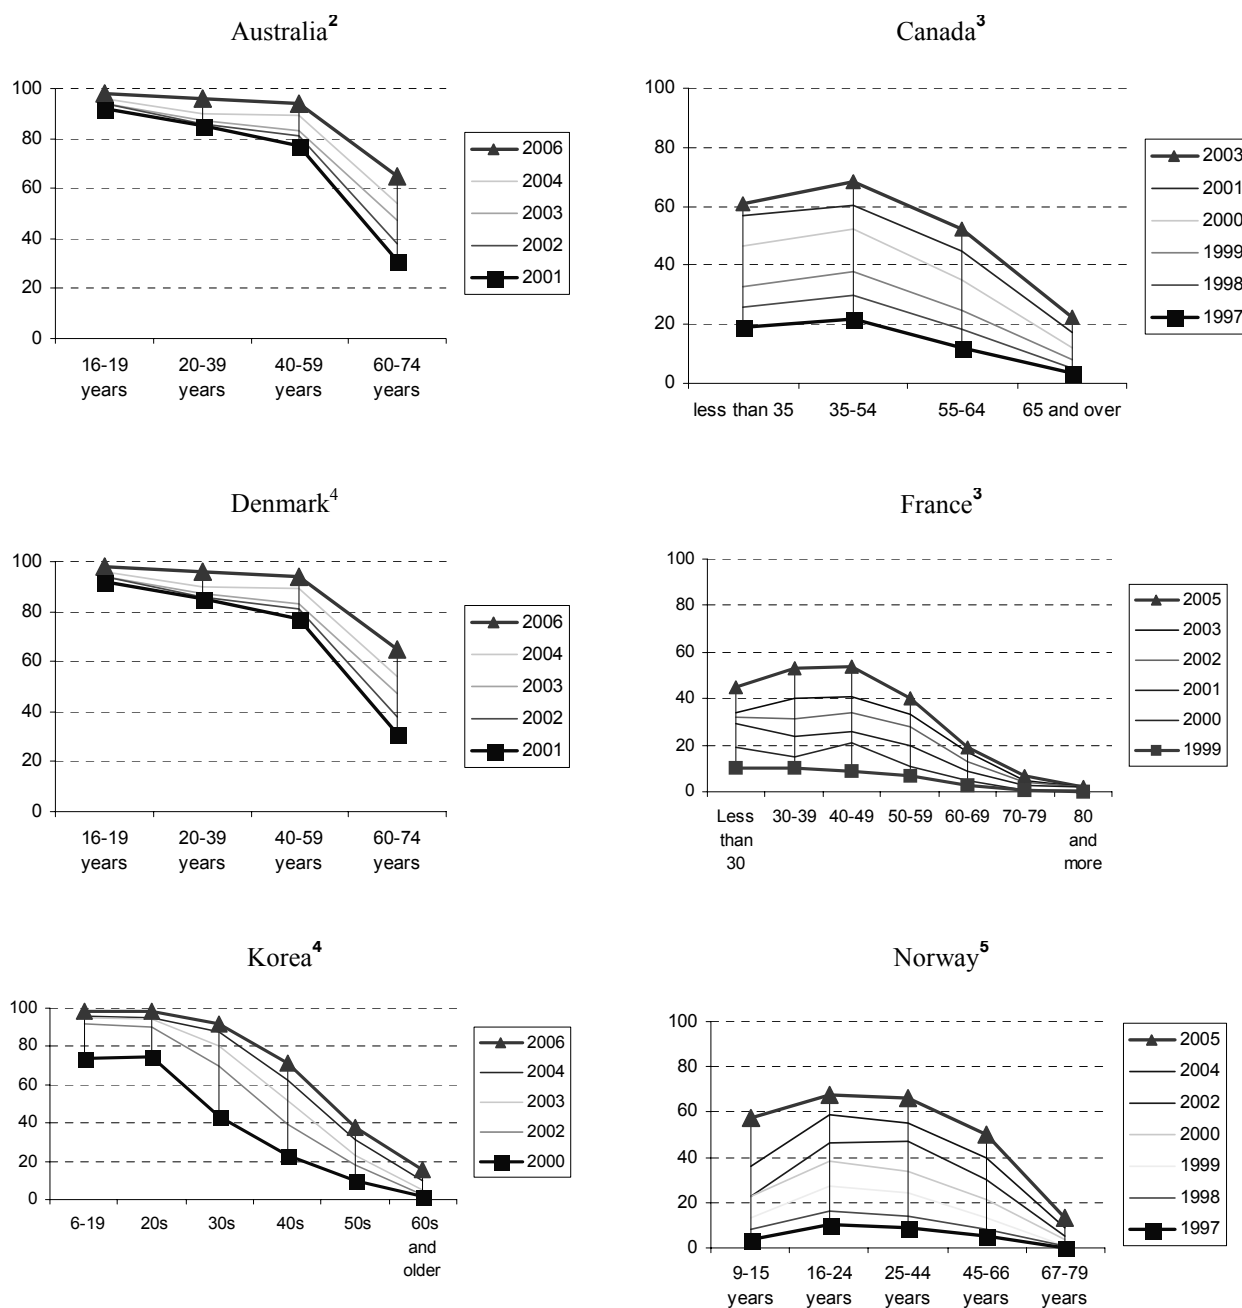 Australia²
100
80
60
40
20
0
16-19 years
20-39 years
40-59 years
60-74 years
2006
2004
2003
2002
2001
Canada³
100
80
60
40
20
0
less than 35
35-54
55-64
65 and over
2003
2001
2000
1999
1998
1997
Denmark⁴
100
80
60
40
20
0
16-19 years
20-39 years
40-59 years
60-74 years
2006
2004
2003
2002
2001
France³
100
80
60
40
20
0
Less than 30
30-39
40-49
50-59
60-69
70-79
80 and more
2005
2003
2002
2001
2000
1999
Korea⁴
100
80
60
40
20
0
6-19
20s
30s
40s
50s
60s and older
2006
2004
2003
2002
2000
Norway⁵
100
80
60
40
20
0
9-15 years
16-24 years
25-44 years
45-66 years
67-79 years
2005
2004
2002
2000
1999
1998
1997